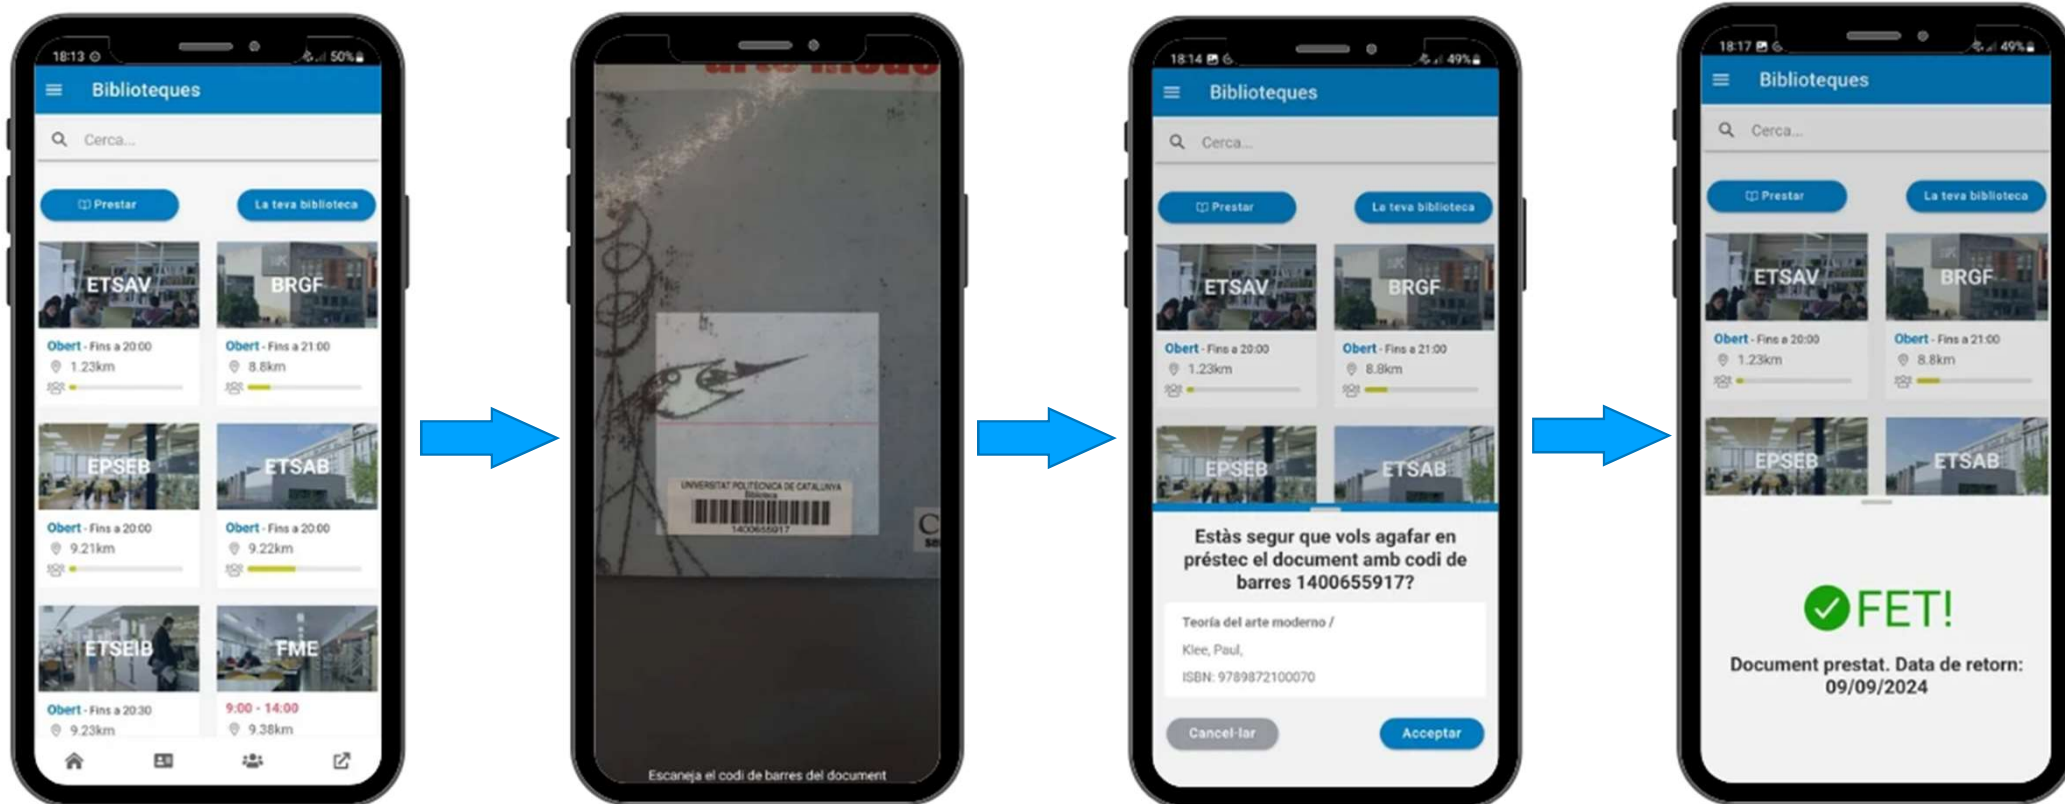 18:13
50%
Biblioteques
Cerca...
Prestar
La teva biblioteca
ETSAV
BRGF
Obert - Fins a 20:00
Obert - Fins a 21:00
1.23km
8.8km
EPSEB
ETSAB
Obert - Fins a 20:00
Obert - Fins a 20:00
9.21km
9.22km
ETSEIB
FME
Obert - Fins a 20:30
9:00 - 14:00
9.23km
9.38km
UNIVERSITAT POLITÈCNICA DE CATALUNYA
Biblioteca
1400655917
Escaneja el codi de barres del document
18:14
49%
Biblioteques
Cerca...
Prestar
La teva biblioteca
ETSAV
BRGF
Obert - Fins a 20:00
Obert - Fins a 21:00
1.23km
8.8km
EPSEB
ETSAB
Estàs segur que vols agafar en
préstec el document amb codi de
barres 1400655917?
Teoría del arte moderno /
Klee, Paul,
ISBN: 9789872100070
Cancel·lar
Acceptar
18:17
49%
Biblioteques
Cerca...
Prestar
La teva biblioteca
ETSAV
BRGF
Obert - Fins a 20:00
Obert - Fins a 21:00
1.23km
8.8km
EPSEB
ETSAB
FET!
Document prestat. Data de retorn:
09/09/2024